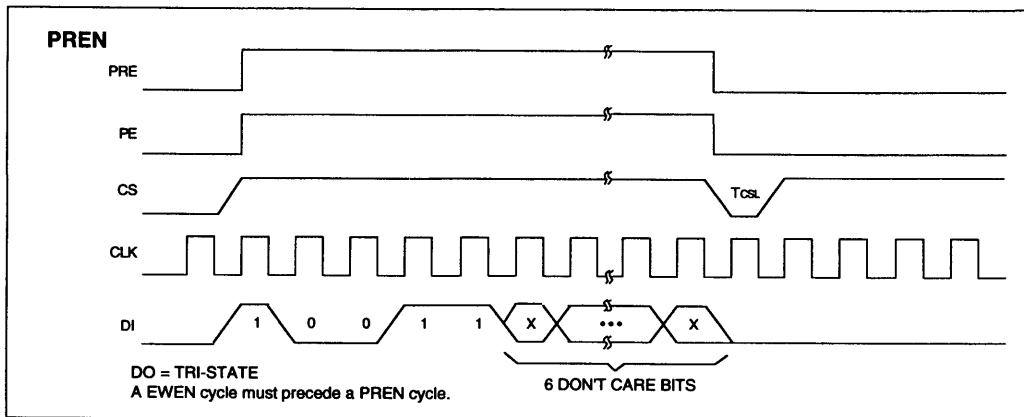 PREN
PRE
PE
CS
TCSL
CLK
DI
1 0 0 1 1 X ••• X
DO = TRI-STATE
A EWEN cycle must precede a PREN cycle.
6 DON'T CARE BITS